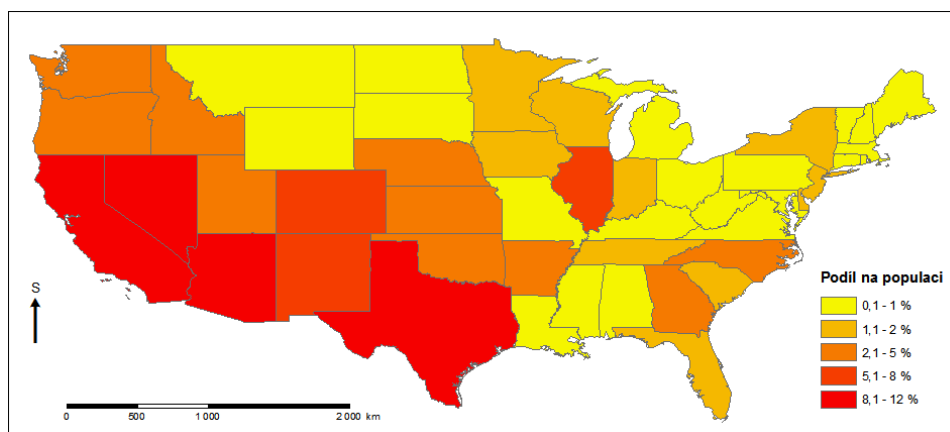 S
Podíl na populaci
0,1 - 1 %
1,1 - 2 %
2,1 - 5 %
5,1 - 8 %
8,1 - 12 %
0 500 1 000 2 000 km